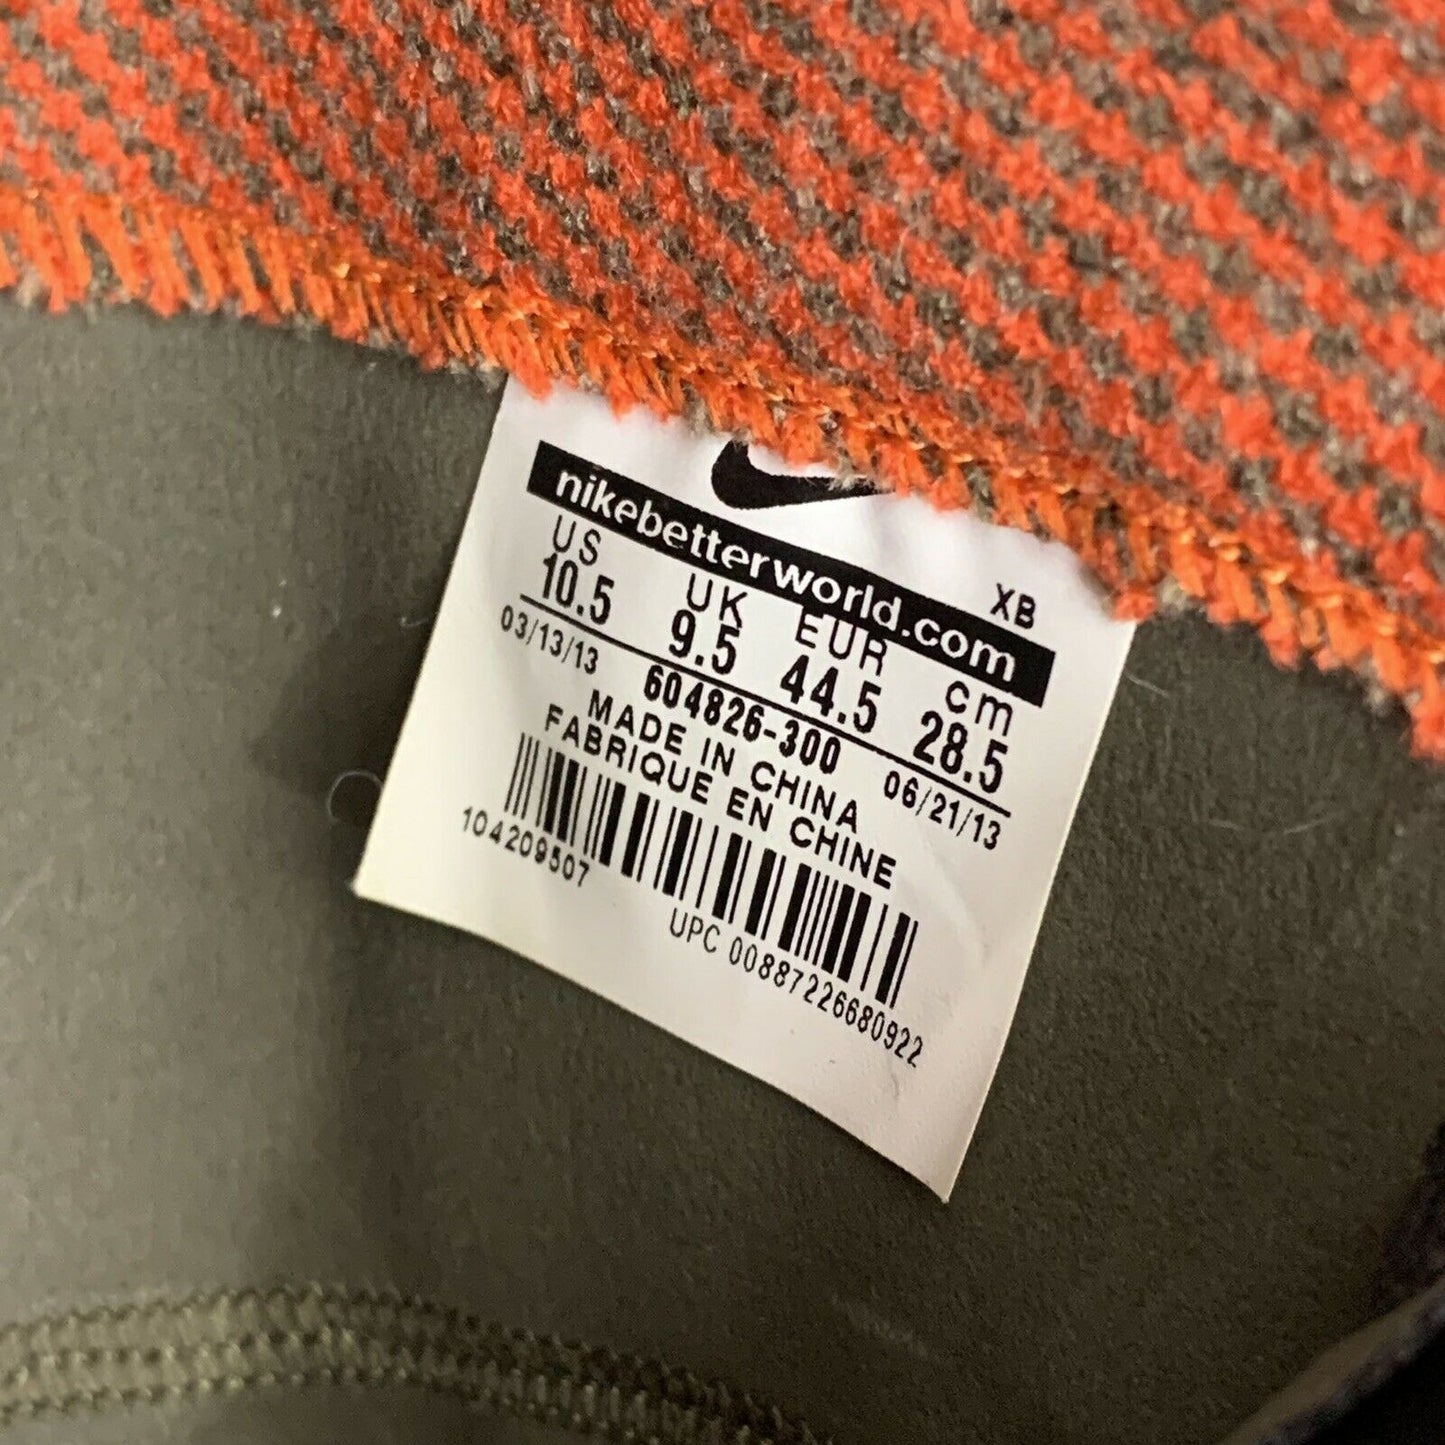 nikebetterworld.com
XB
US UK EUR cm
10.5 9.5 44.5 28.5
03/13/13 604826-300 06/21/13
MADE IN CHINA
FABRIQUE EN CHINE
104209507
UPC 00887226680922